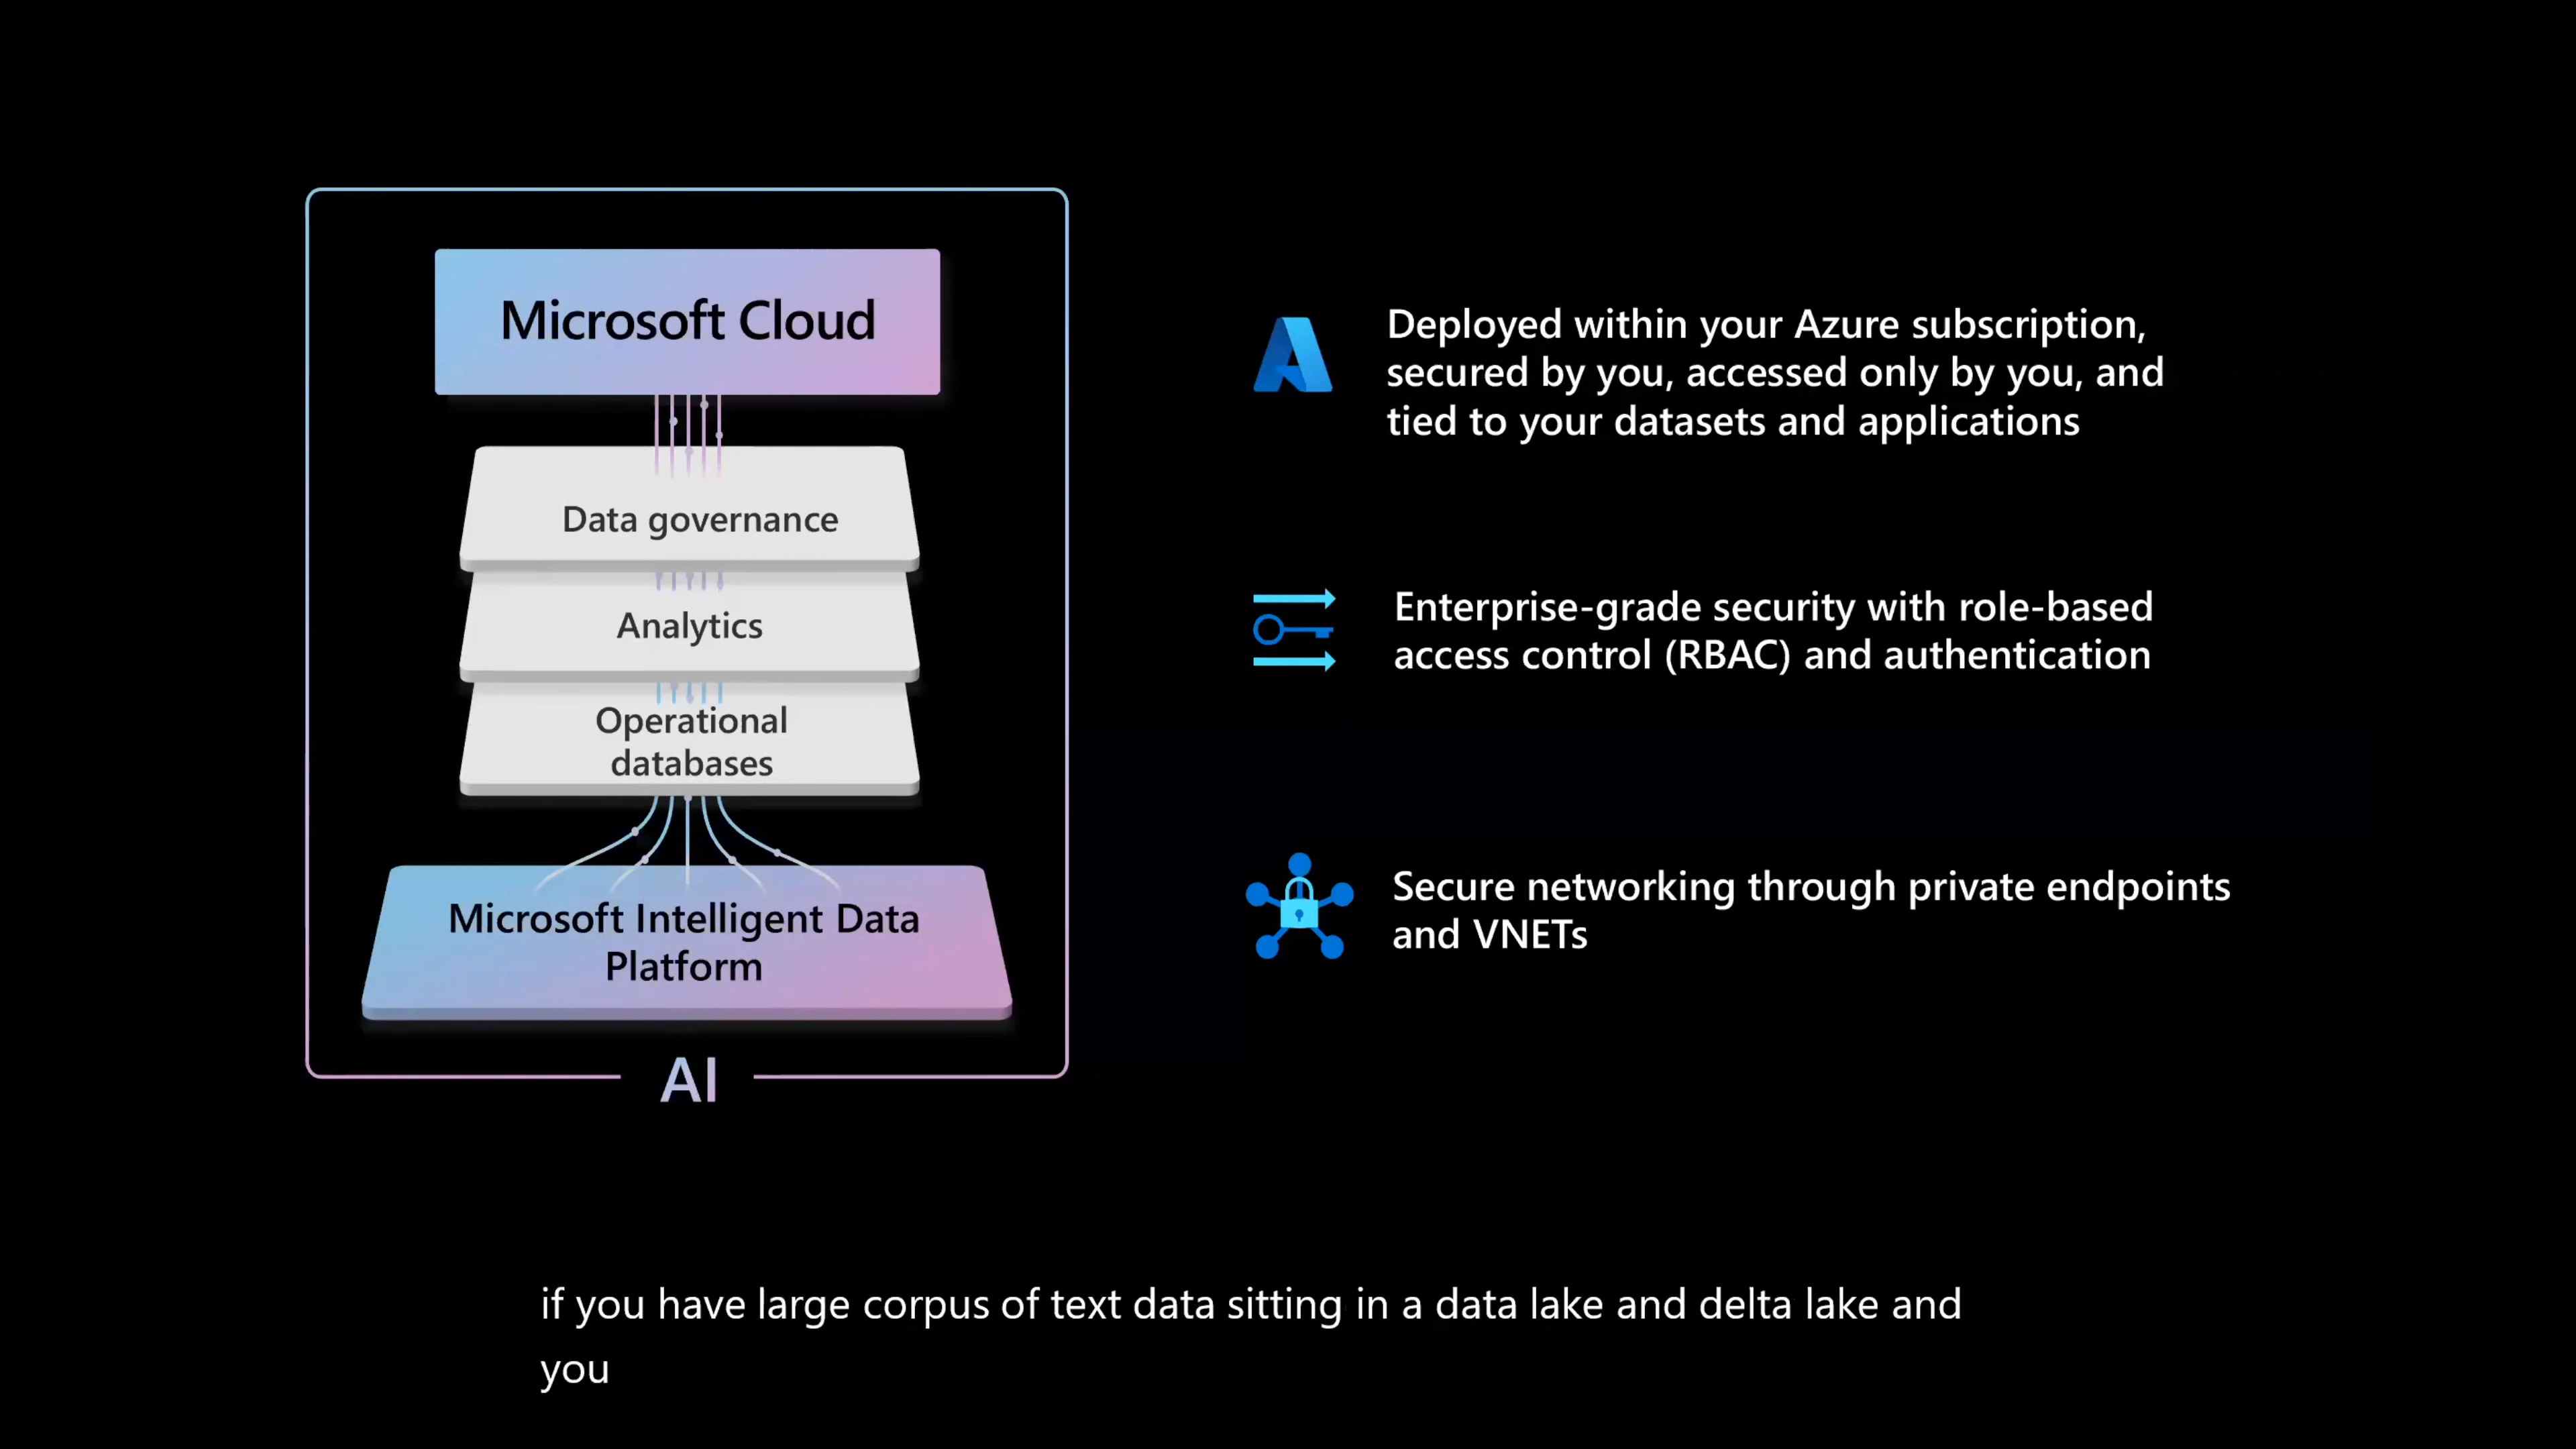 Microsoft Cloud
Data governance
Analytics
Operational
databases
Microsoft Intelligent Data
Platform
AI
Deployed within your Azure subscription,
secured by you, accessed only by you, and
tied to your datasets and applications
Enterprise-grade security with role-based
access control (RBAC) and authentication
Secure networking through private endpoints
and VNETs
if you have large corpus of text data sitting in a data lake and delta lake and
you